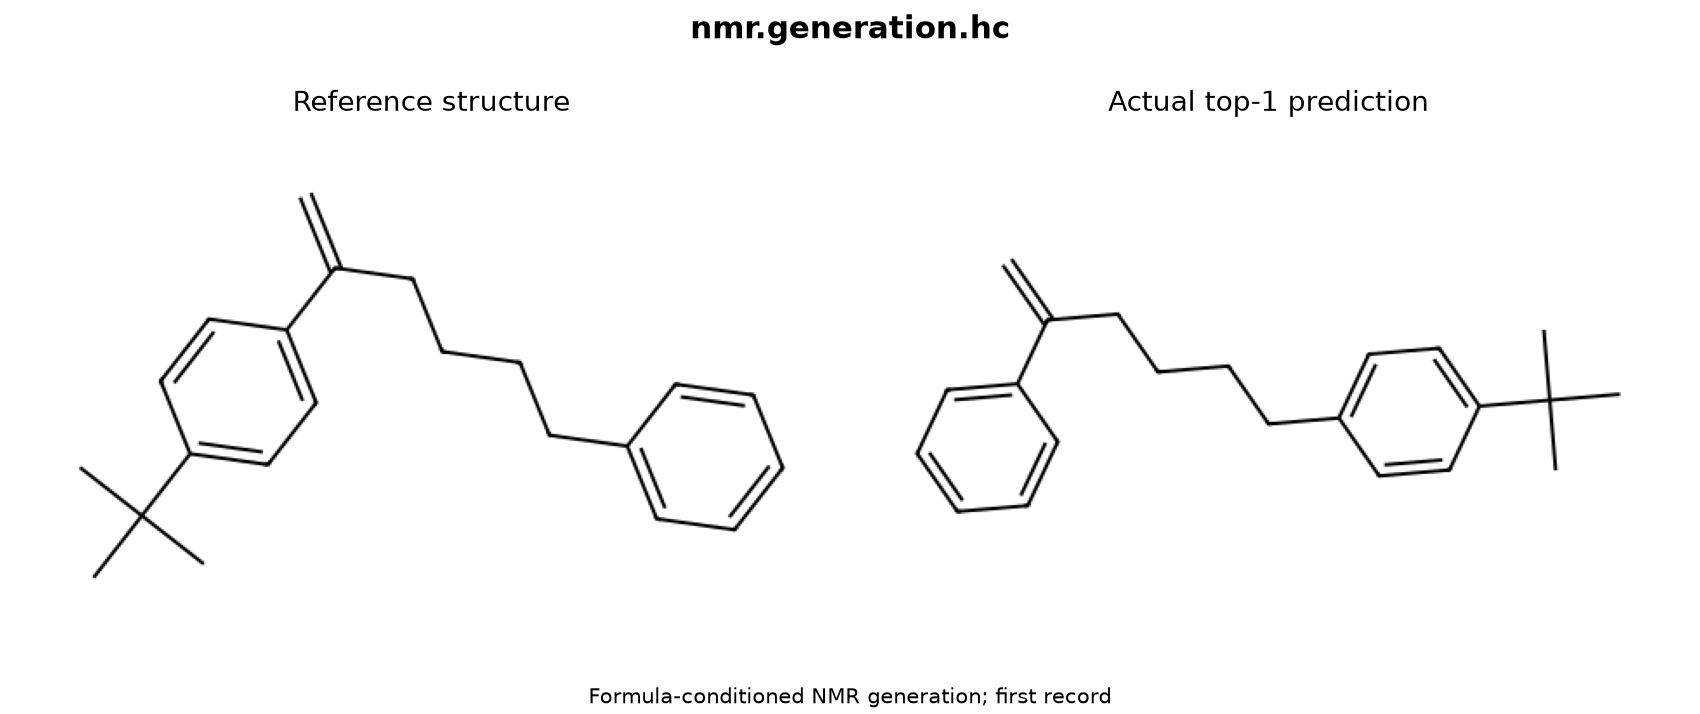 nmr.generation.hc
Reference structure
Actual top-1 prediction
Formula-conditioned NMR generation; first record